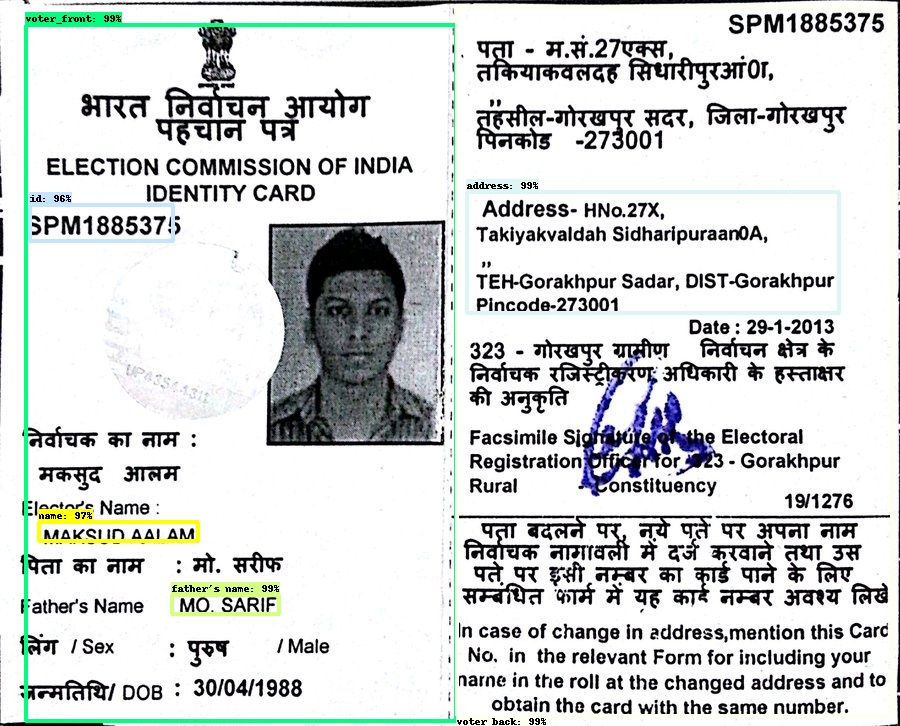 voter_front: 99%
भारत निर्वाचन आयोग
पहचान पत्र
ELECTION COMMISSION OF INDIA
IDENTITY CARD
id: 96%
SPM1885375
UP4354431
निर्वाचक का नाम :
मकसुद आलम
Elector's Name :
name: 97%
MAKSUD AALAM
पिता का नाम : मो. सरीफ
father's name: 99%
Father's Name MO. SARIF
लिंग / Sex : पुरुष / Male
जन्मतिथि/ DOB : 30/04/1988
SPM1885375
पता - म.सं.27एक्स,
तकियाकवलदह सिधारीपुरआं0ा,
,,
तहसील-गोरखपुर सदर, जिला-गोरखपुर
पिनकोड -273001
address: 99%
Address- HNo.27X,
Takiyakvaldah Sidharipuraan0A,
,,
TEH-Gorakhpur Sadar, DIST-Gorakhpur
Pincode-273001
Date : 29-1-2013
323 - गोरखपुर ग्रामीण निर्वाचन क्षेत्र के
निर्वाचक रजिस्ट्रीकरण अधिकारी के हस्ताक्षर
की अनुकृति
Facsimile Signature of the Electoral
Registration Officer for 323 - Gorakhpur
Rural - Constituency
19/1276
पता बदलने पर, नये पते पर अपना नाम
निर्वाचक नामावली में दर्ज करवाने तथा उस
पते पर इसी नम्बर का कार्ड पाने के लिए
सम्बंधित फार्म में यह कार्ड नम्बर अवश्य लिखें
In case of change in address,mention this Card
No. in the relevant Form for including your
name in the roll at the changed address and to
obtain the card with the same number.
voter_back: 99%